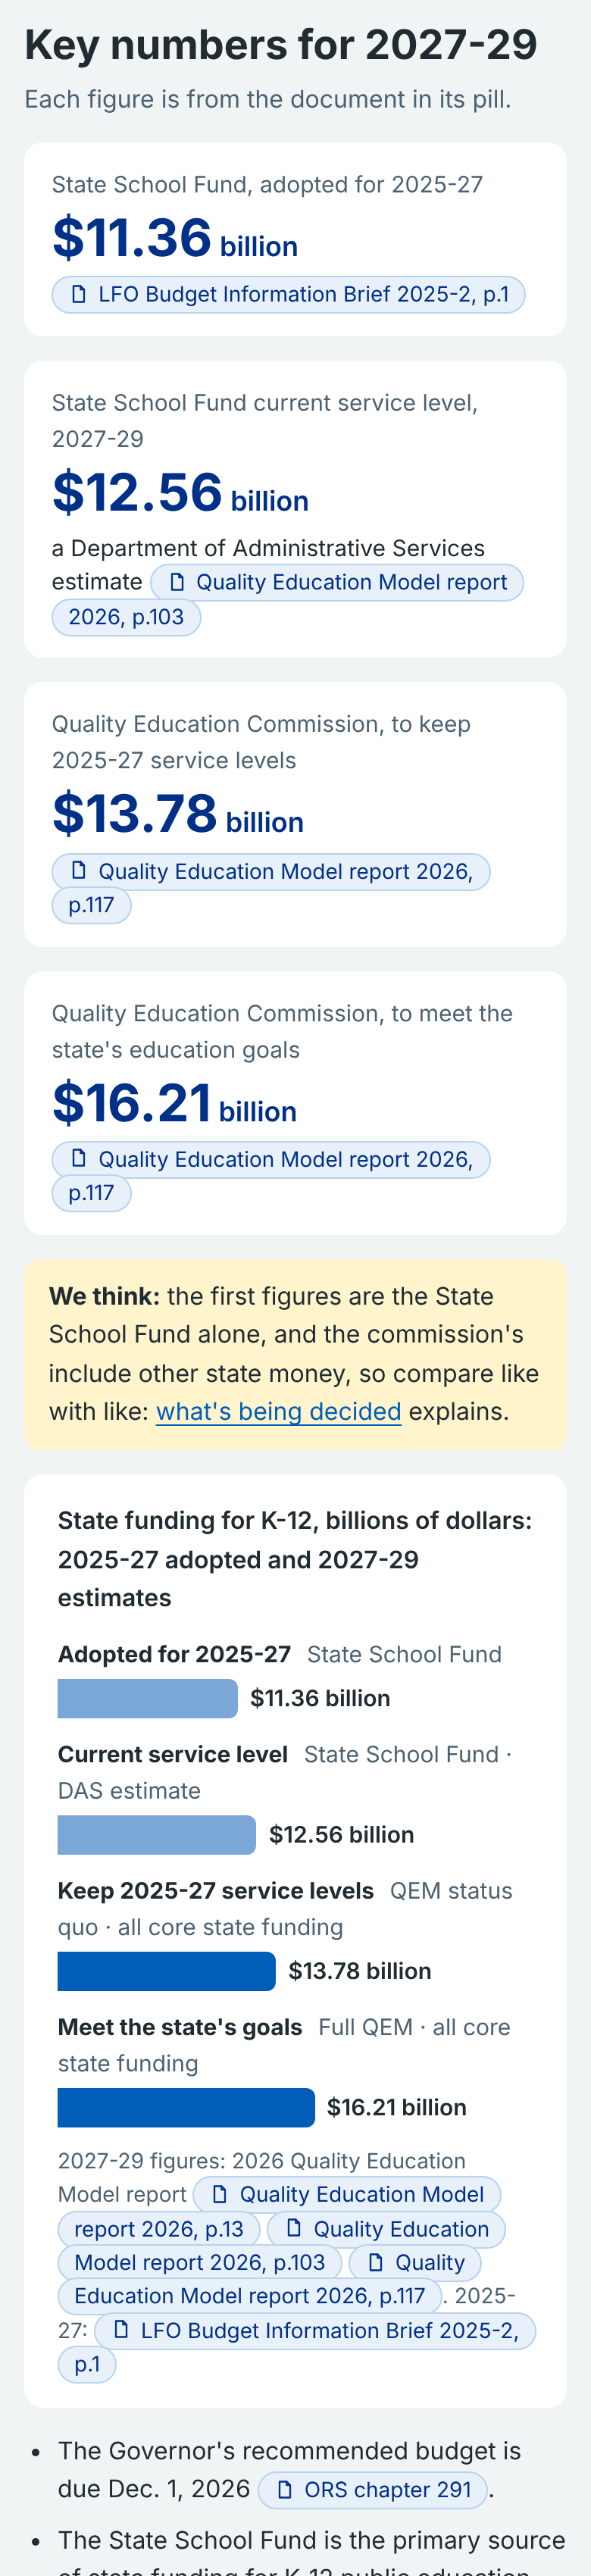 Key numbers for 2027-29
Each figure is from the document in its pill.
State School Fund, adopted for 2025-27
$11.36 billion
LFO Budget Information Brief 2025-2, p.1
State School Fund current service level,
2027-29
$12.56 billion
a Department of Administrative Services
estimate Quality Education Model report
2026, p.103
Quality Education Commission, to keep
2025-27 service levels
$13.78 billion
Quality Education Model report 2026,
p.117
Quality Education Commission, to meet the
state's education goals
$16.21 billion
Quality Education Model report 2026,
p.117
We think: the first figures are the State
School Fund alone, and the commission's
include other state money, so compare like
with like: what's being decided explains.
State funding for K-12, billions of dollars:
2025-27 adopted and 2027-29
estimates
Adopted for 2025-27 State School Fund
$11.36 billion
Current service level State School Fund ·
DAS estimate
$12.56 billion
Keep 2025-27 service levels QEM status
quo · all core state funding
$13.78 billion
Meet the state's goals Full QEM · all core
state funding
$16.21 billion
2027-29 figures: 2026 Quality Education
Model report Quality Education Model
report 2026, p.13 Quality Education
Model report 2026, p.103 Quality
Education Model report 2026, p.117. 2025-
27: LFO Budget Information Brief 2025-2,
p.1
• The Governor's recommended budget is
due Dec. 1, 2026 ORS chapter 291.
• The State School Fund is the primary source
of state funding for K-12 public education